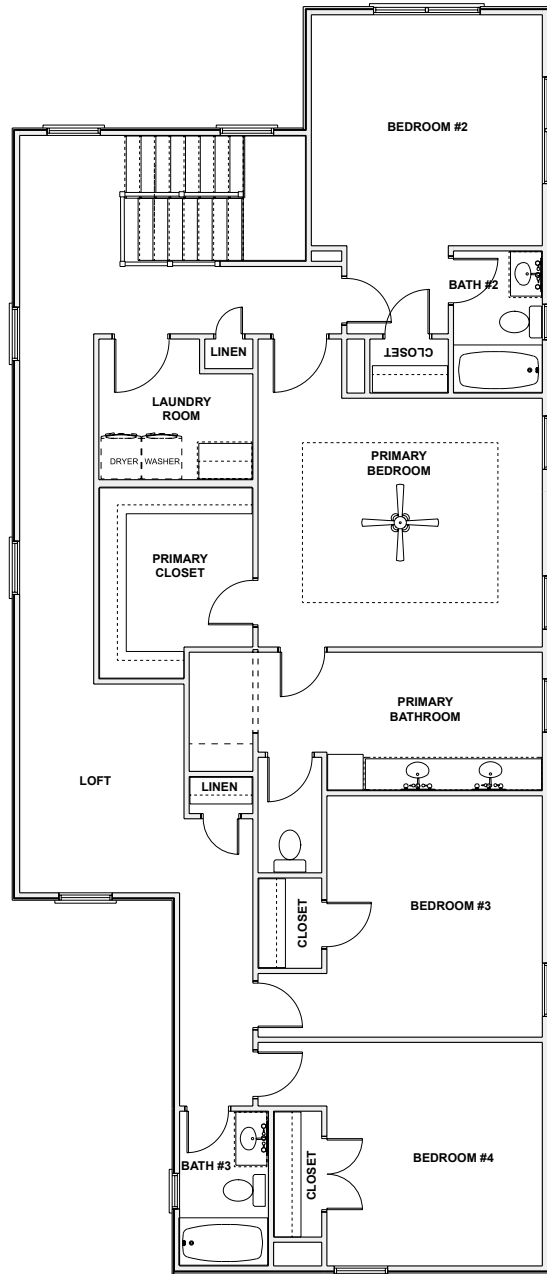 BEDROOM #2
BATH #2
LINEN
CLOSET
LAUNDRY
ROOM
DRYER
WASHER
PRIMARY
BEDROOM
PRIMARY
CLOSET
PRIMARY
BATHROOM
LOFT
LINEN
CLOSET
BEDROOM #3
BATH #3
CLOSET
BEDROOM #4